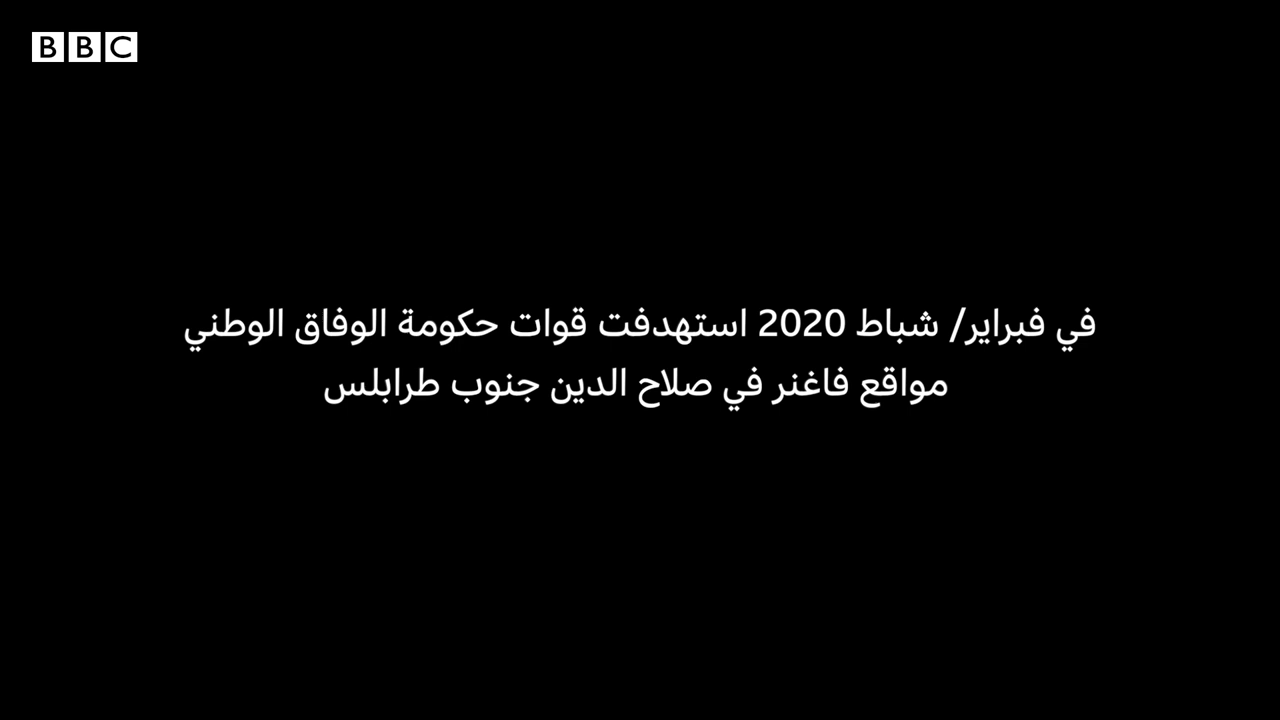 BBC
في فبراير/ شباط 2020 استهدفت قوات حكومة الوفاق الوطني
مواقع فاغنر في صلاح الدين جنوب طرابلس